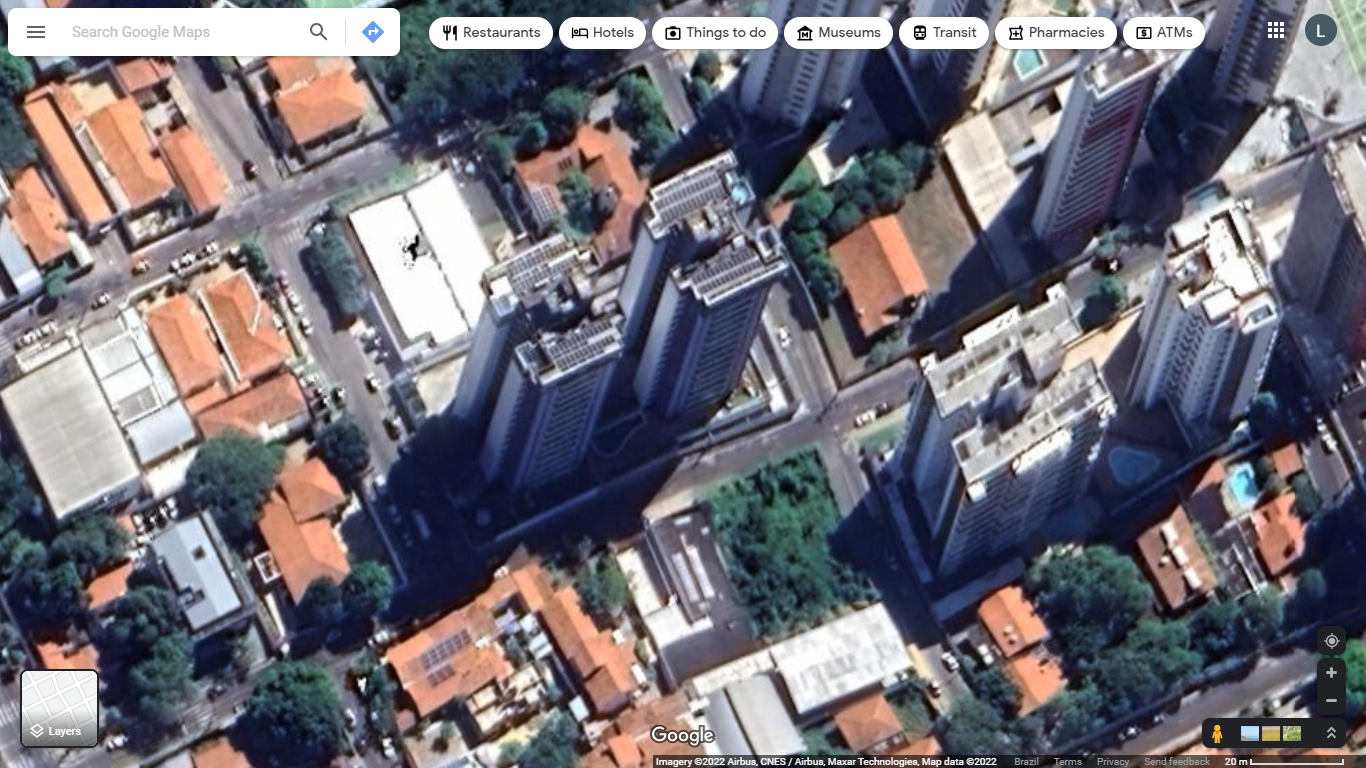 Search Google Maps
Restaurants
Hotels
Things to do
Museums
Transit
Pharmacies
ATMs
L
Layers
Google
Imagery ©2022 Airbus, CNES / Airbus, Maxar Technologies, Map data ©2022 Brazil Terms Privacy Send feedback 20 m